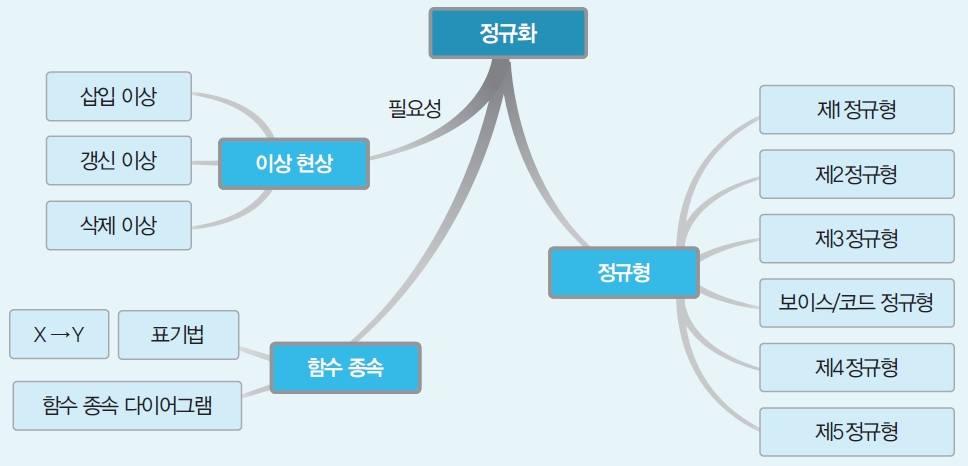 정규화
필요성
이상 현상
삽입 이상
갱신 이상
삭제 이상
함수 종속
표기법
X → Y
함수 종속 다이어그램
정규형
제1 정규형
제2 정규형
제3 정규형
보이스/코드 정규형
제4 정규형
제5 정규형